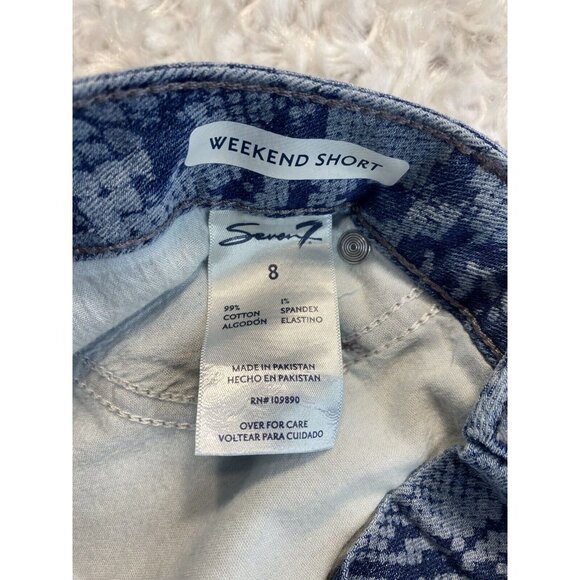 WEEKEND SHORT
Seven7
8
99% 1%
COTTON SPANDEX
ALGODÓN ELASTINO
MADE IN PAKISTAN
HECHO EN PAKISTAN
RN# 109890
OVER FOR CARE
VOLTEAR PARA CUIDADO